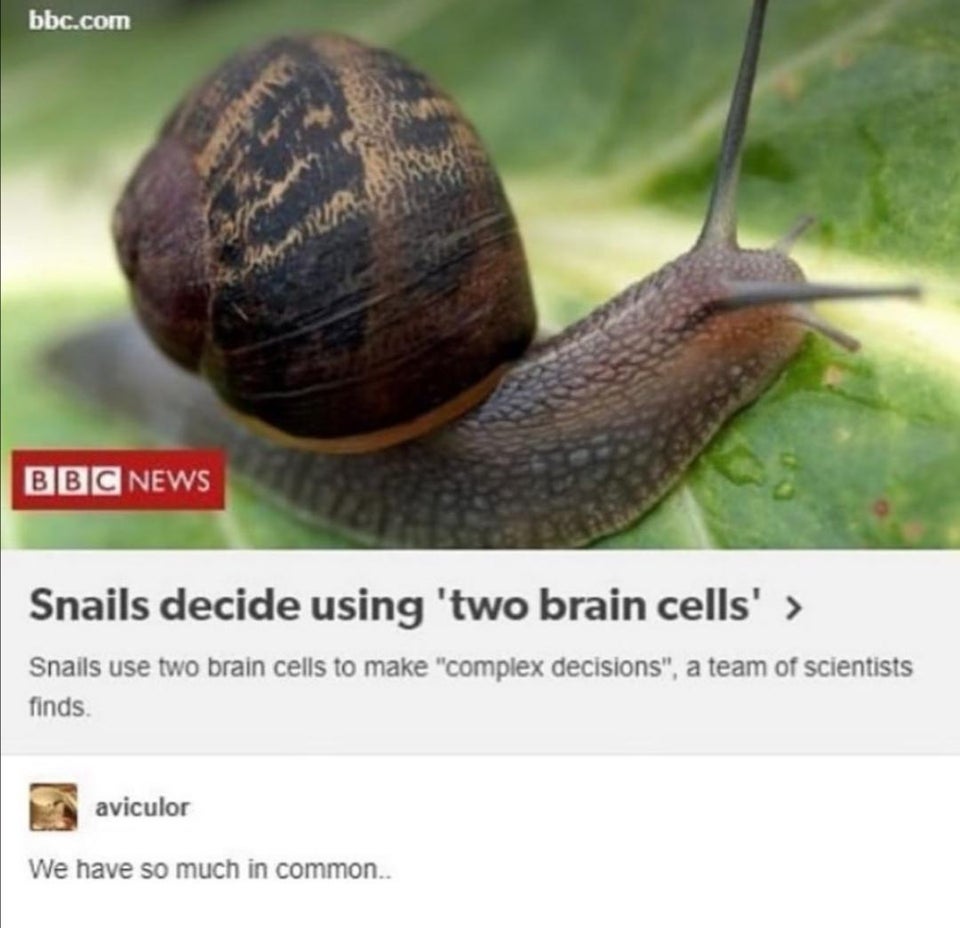 bbc.com
BBC NEWS
Snails decide using 'two brain cells' >
Snails use two brain cells to make "complex decisions", a team of scientists
finds.
aviculor
We have so much in common..